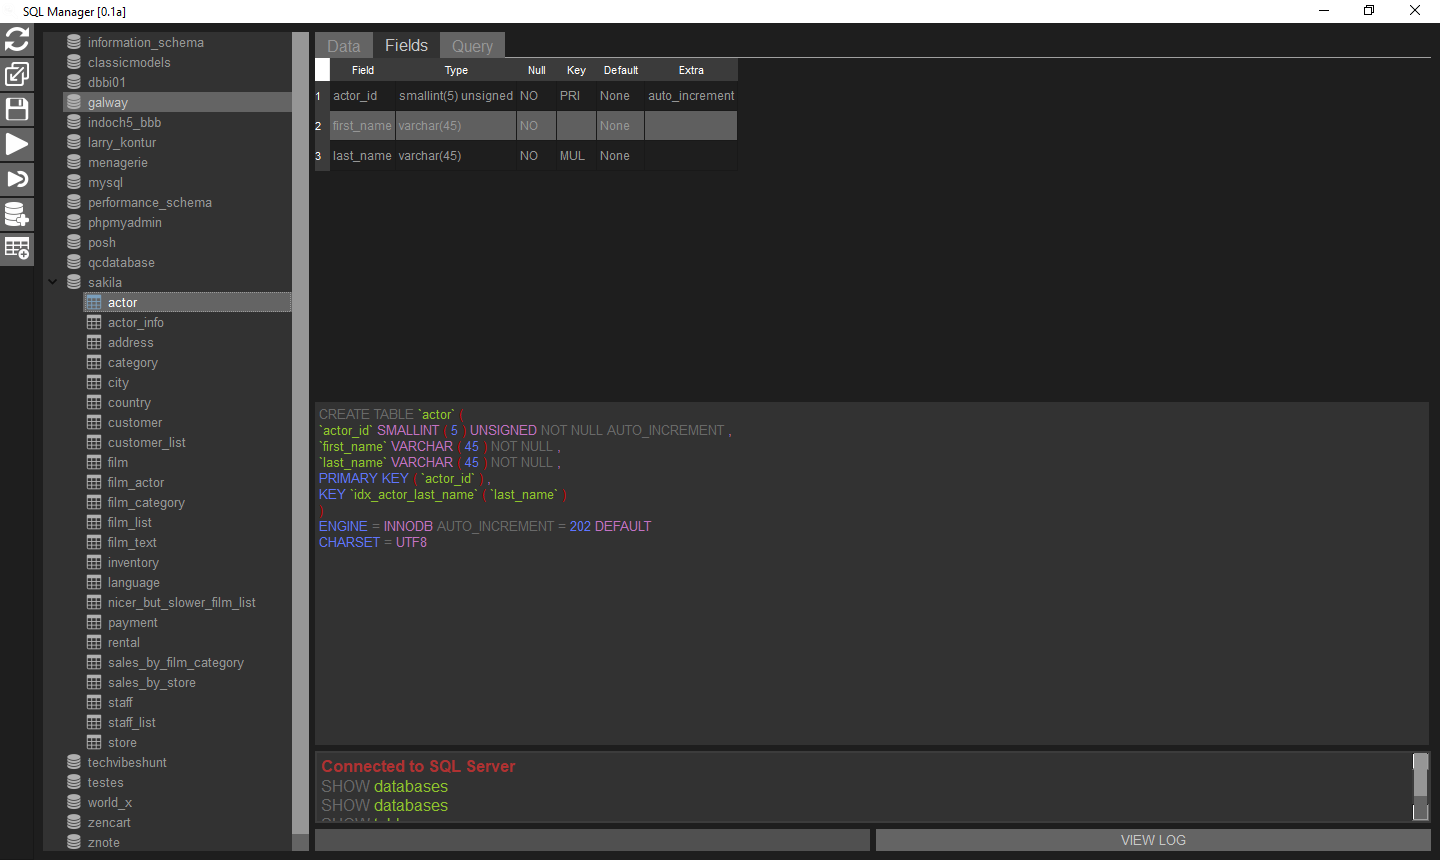 SQL Manager [0.1a]
information_schema
classicmodels
dbbi01
galway
indoch5_bbb
larry_kontur
menagerie
mysql
performance_schema
phpmyadmin
posh
qcdatabase
sakila
actor
actor_info
address
category
city
country
customer
customer_list
film
film_actor
film_category
film_list
film_text
inventory
language
nicer_but_slower_film_list
payment
rental
sales_by_film_category
sales_by_store
staff
staff_list
store
techvibeshunt
testes
world_x
zencart
znote
Data Fields Query
Field Type Null Key Default Extra
1 actor_id smallint(5) unsigned NO PRI None auto_increment
2 first_name varchar(45) NO None
3 last_name varchar(45) NO MUL None
CREATE TABLE `actor` (
`actor_id` SMALLINT ( 5 ) UNSIGNED NOT NULL AUTO_INCREMENT ,
`first_name` VARCHAR ( 45 ) NOT NULL ,
`last_name` VARCHAR ( 45 ) NOT NULL ,
PRIMARY KEY ( `actor_id` ) ,
KEY `idx_actor_last_name` ( `last_name` )
)
ENGINE = INNODB AUTO_INCREMENT = 202 DEFAULT
CHARSET = UTF8
Connected to SQL Server
SHOW databases
SHOW databases
VIEW LOG